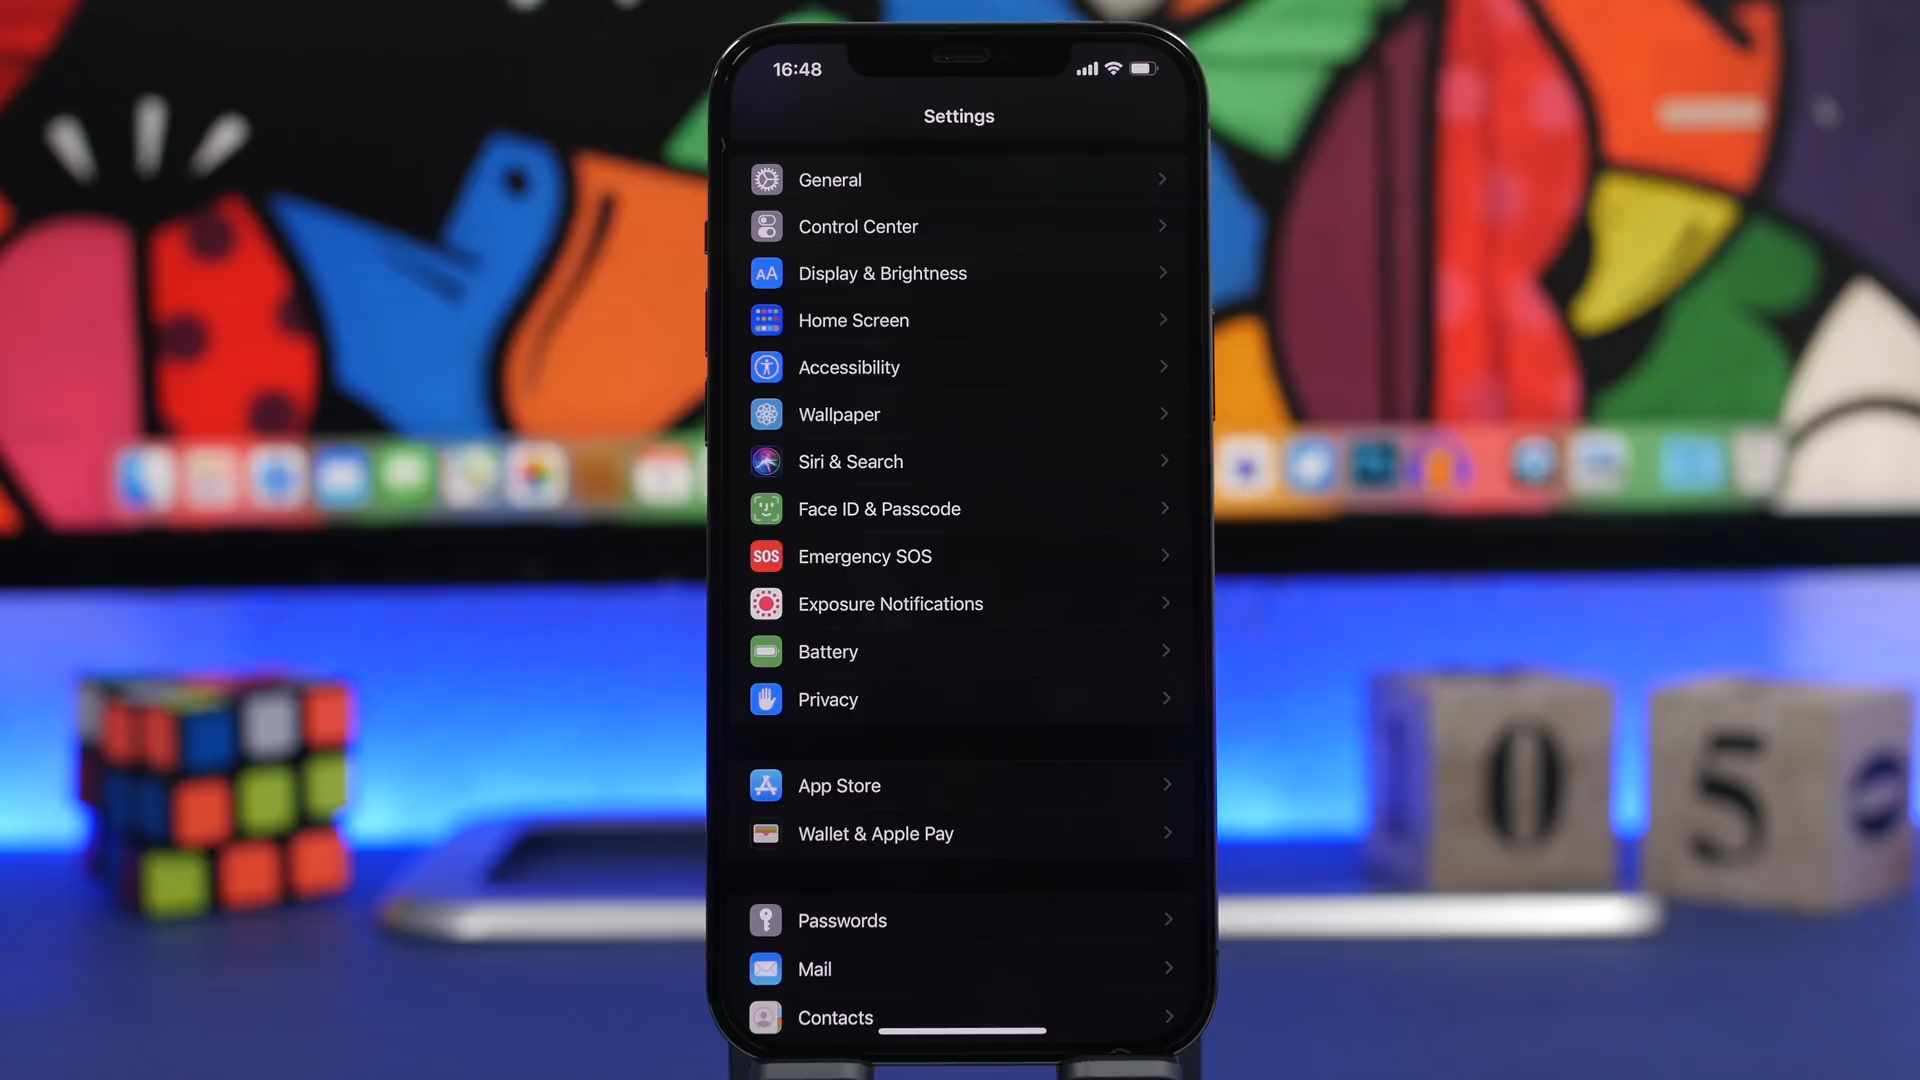 16:48
Settings
General
Control Center
AA
Display & Brightness
Home Screen
Accessibility
Wallpaper
Siri & Search
Face ID & Passcode
SOS
Emergency SOS
Exposure Notifications
Battery
Privacy
App Store
Wallet & Apple Pay
Passwords
Mail
Contacts
0 5